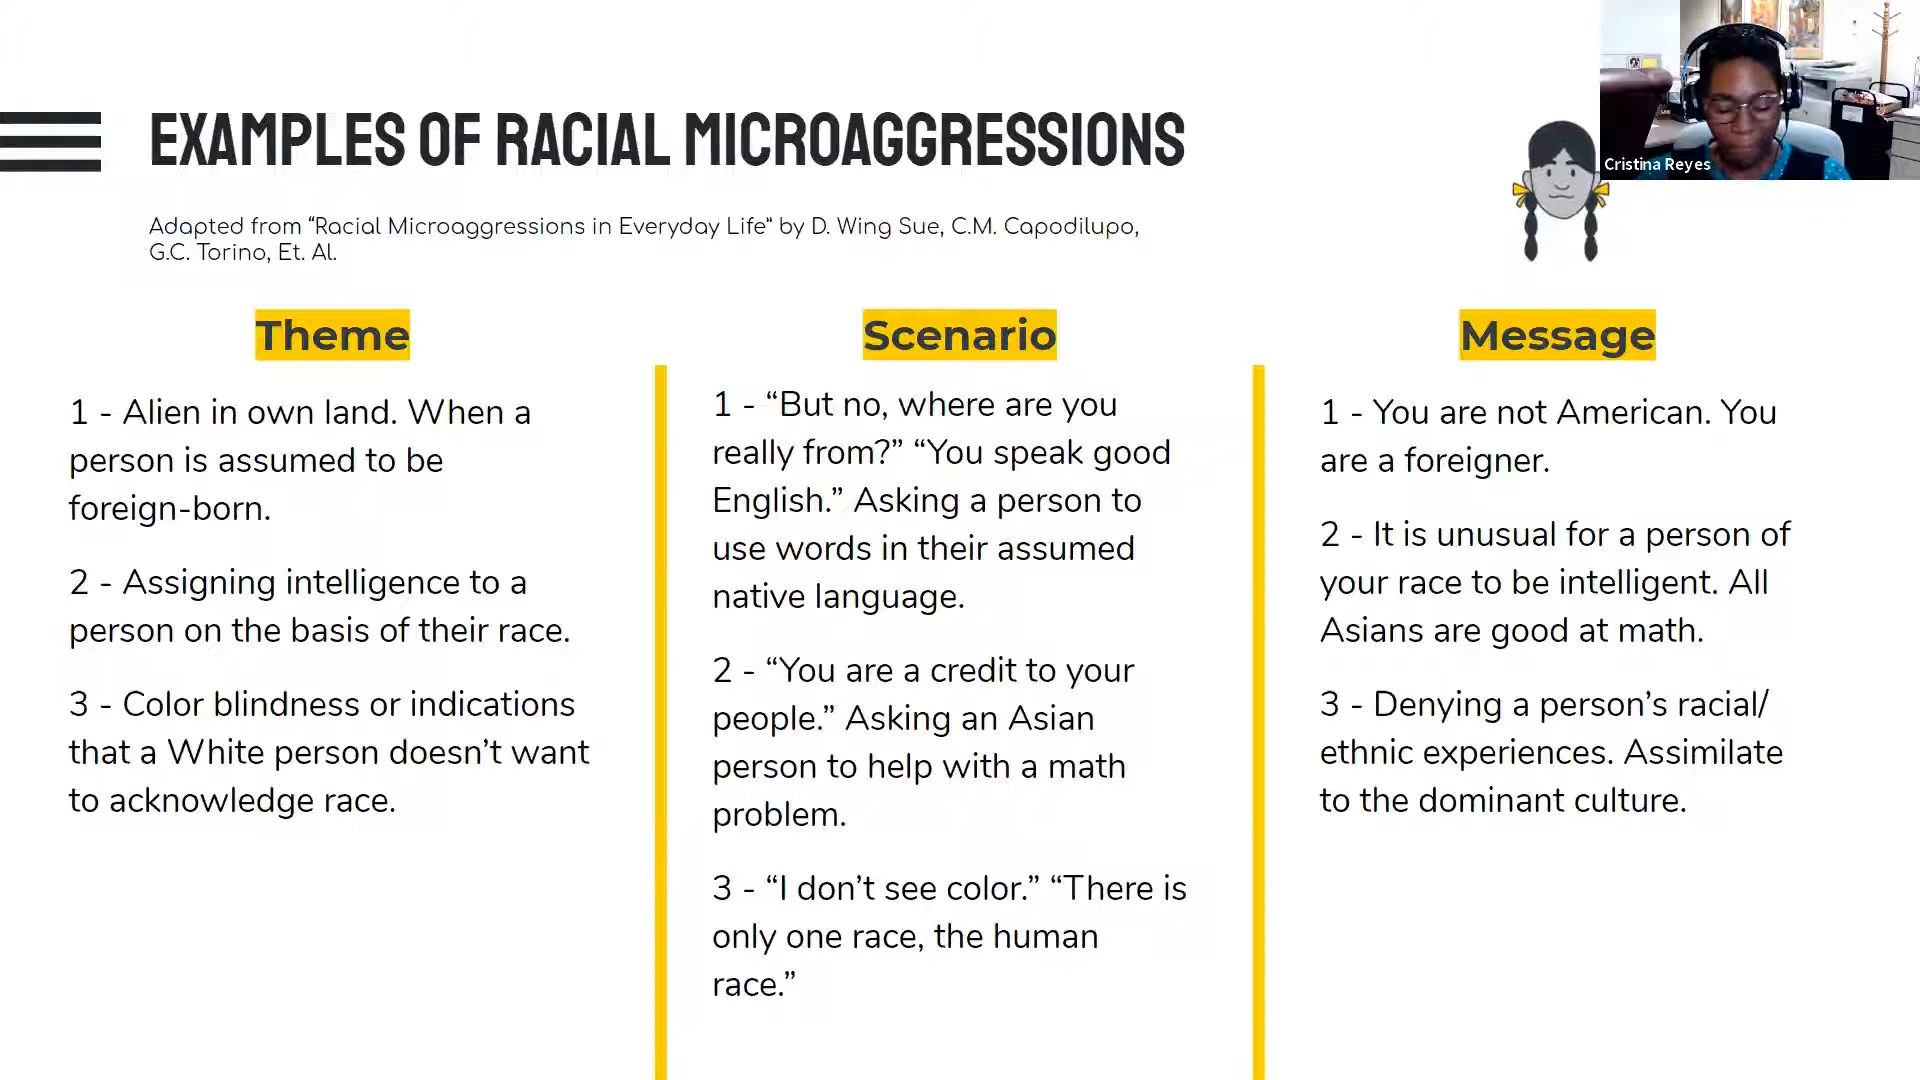 EXAMPLES OF RACIAL MICROAGGRESSIONS
Cristina Reyes
Adapted from “Racial Microaggressions in Everyday Life” by D. Wing Sue, C.M. Capodilupo,
G.C. Torino, Et. Al.
Theme
1 - Alien in own land. When a
person is assumed to be
foreign-born.
2 - Assigning intelligence to a
person on the basis of their race.
3 - Color blindness or indications
that a White person doesn’t want
to acknowledge race.
Scenario
1 - “But no, where are you
really from?” “You speak good
English.” Asking a person to
use words in their assumed
native language.
2 - “You are a credit to your
people.” Asking an Asian
person to help with a math
problem.
3 - “I don’t see color.” “There is
only one race, the human
race.”
Message
1 - You are not American. You
are a foreigner.
2 - It is unusual for a person of
your race to be intelligent. All
Asians are good at math.
3 - Denying a person’s racial/
ethnic experiences. Assimilate
to the dominant culture.